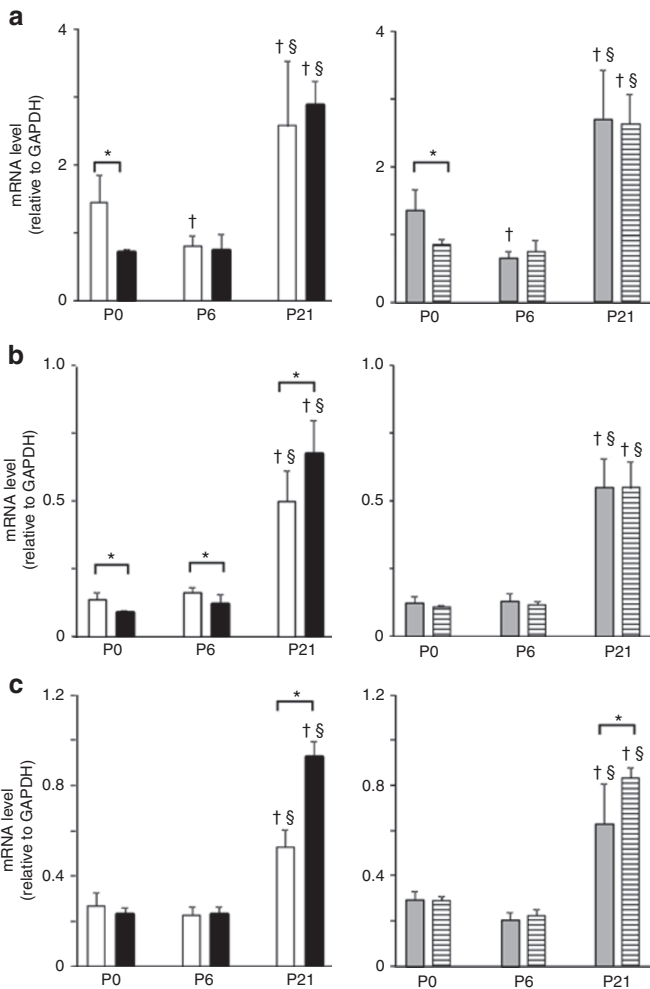 a
mRNA level
(relative to GAPDH)
4
2
0
*
†
† §
† §
P0
P6
P21
4
2
0
*
†
† §
† §
P0
P6
P21
b
mRNA level
(relative to GAPDH)
1.0
0.5
0
*
*
*
† §
† §
P0
P6
P21
1.0
0.5
0
† §
† §
P0
P6
P21
c
mRNA level
(relative to GAPDH)
1.2
0.8
0.4
0
*
† §
† §
P0
P6
P21
1.2
0.8
0.4
0
*
† §
† §
P0
P6
P21